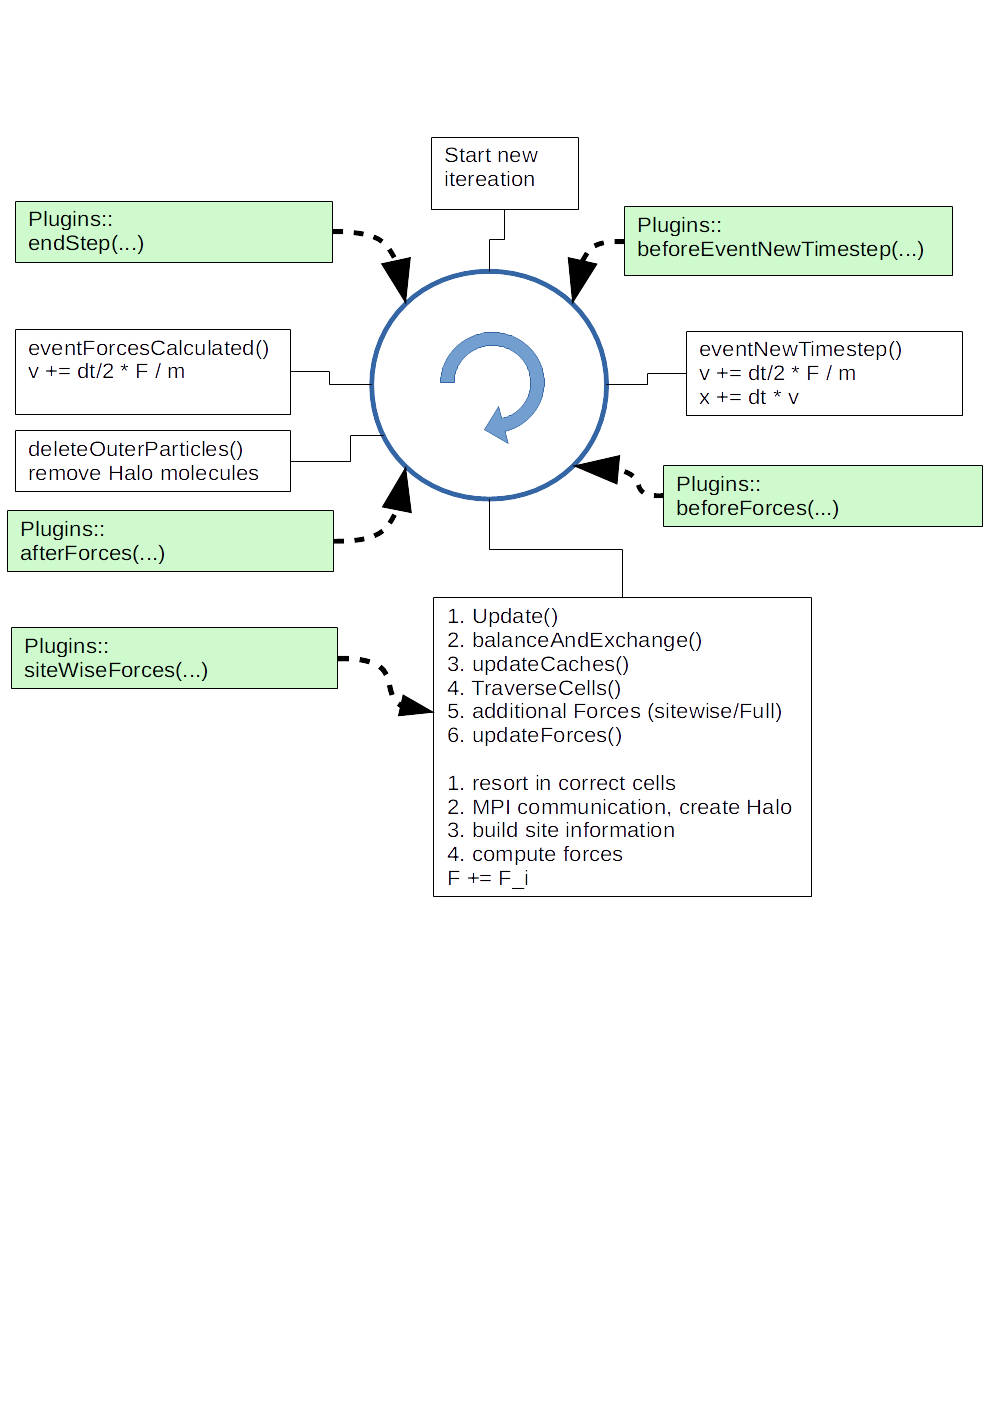 Start new
itereation
Plugins::
endStep(...)
Plugins::
beforeEventNewTimestep(...)
eventForcesCalculated()
v += dt/2 * F / m
eventNewTimestep()
v += dt/2 * F / m
x += dt * v
deleteOuterParticles()
remove Halo molecules
Plugins::
beforeForces(...)
Plugins::
afterForces(...)
Plugins::
siteWiseForces(...)
1. Update()
2. balanceAndExchange()
3. updateCaches()
4. TraverseCells()
5. additional Forces (sitewise/Full)
6. updateForces()
1. resort in correct cells
2. MPI communication, create Halo
3. build site information
4. compute forces
F += F_i